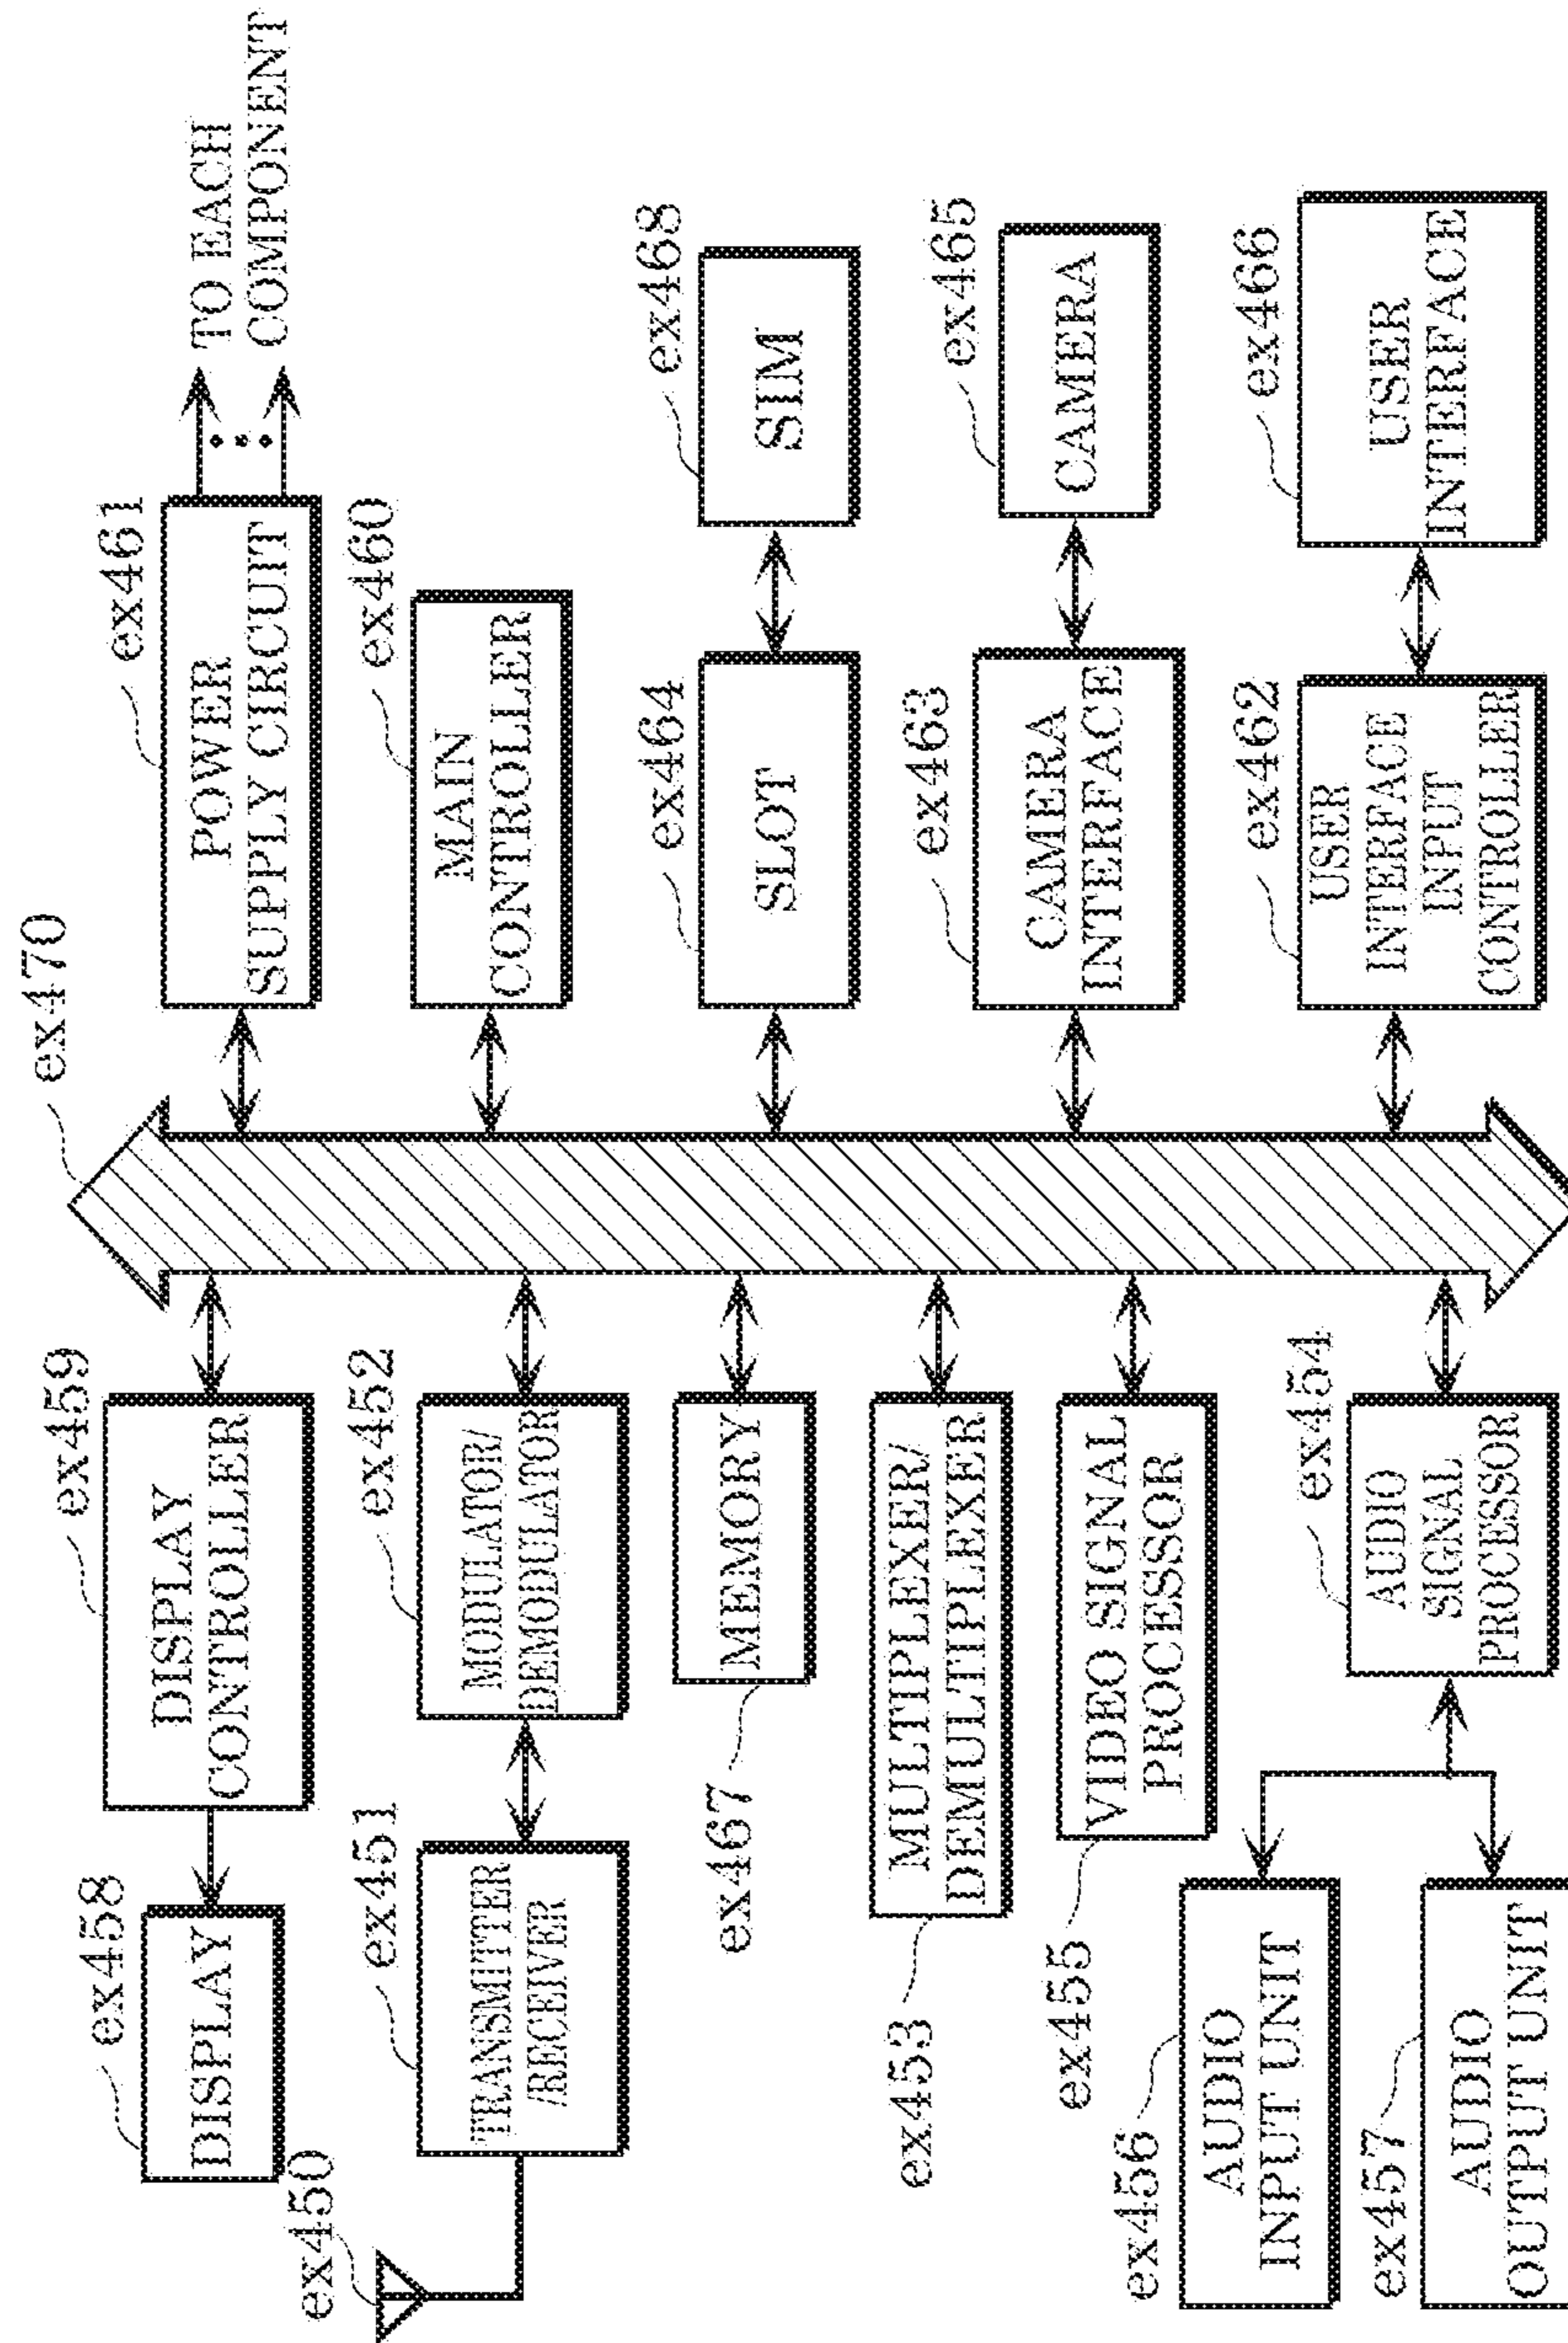 ex458
DISPLAY
ex459
DISPLAY
CONTROLLER
ex470
ex461
POWER
SUPPLY CIRCUIT
TO EACH
COMPONENT
ex450
ex451
TRANSMITTER
/RECEIVER
ex452
MODULATOR/
DEMODULATOR
ex460
MAIN
CONTROLLER
ex467
MEMORY
ex464
SLOT
ex468
SIM
ex453
MULTIPLEXER/
DEMULTIPLEXER
ex463
CAMERA
INTERFACE
ex465
CAMERA
ex455
VIDEO SIGNAL
PROCESSOR
ex456
AUDIO
INPUT UNIT
ex454
AUDIO
SIGNAL
PROCESSOR
ex462
USER
INTERFACE
INPUT
CONTROLLER
ex466
USER
INTERFACE
ex457
AUDIO
OUTPUT UNIT